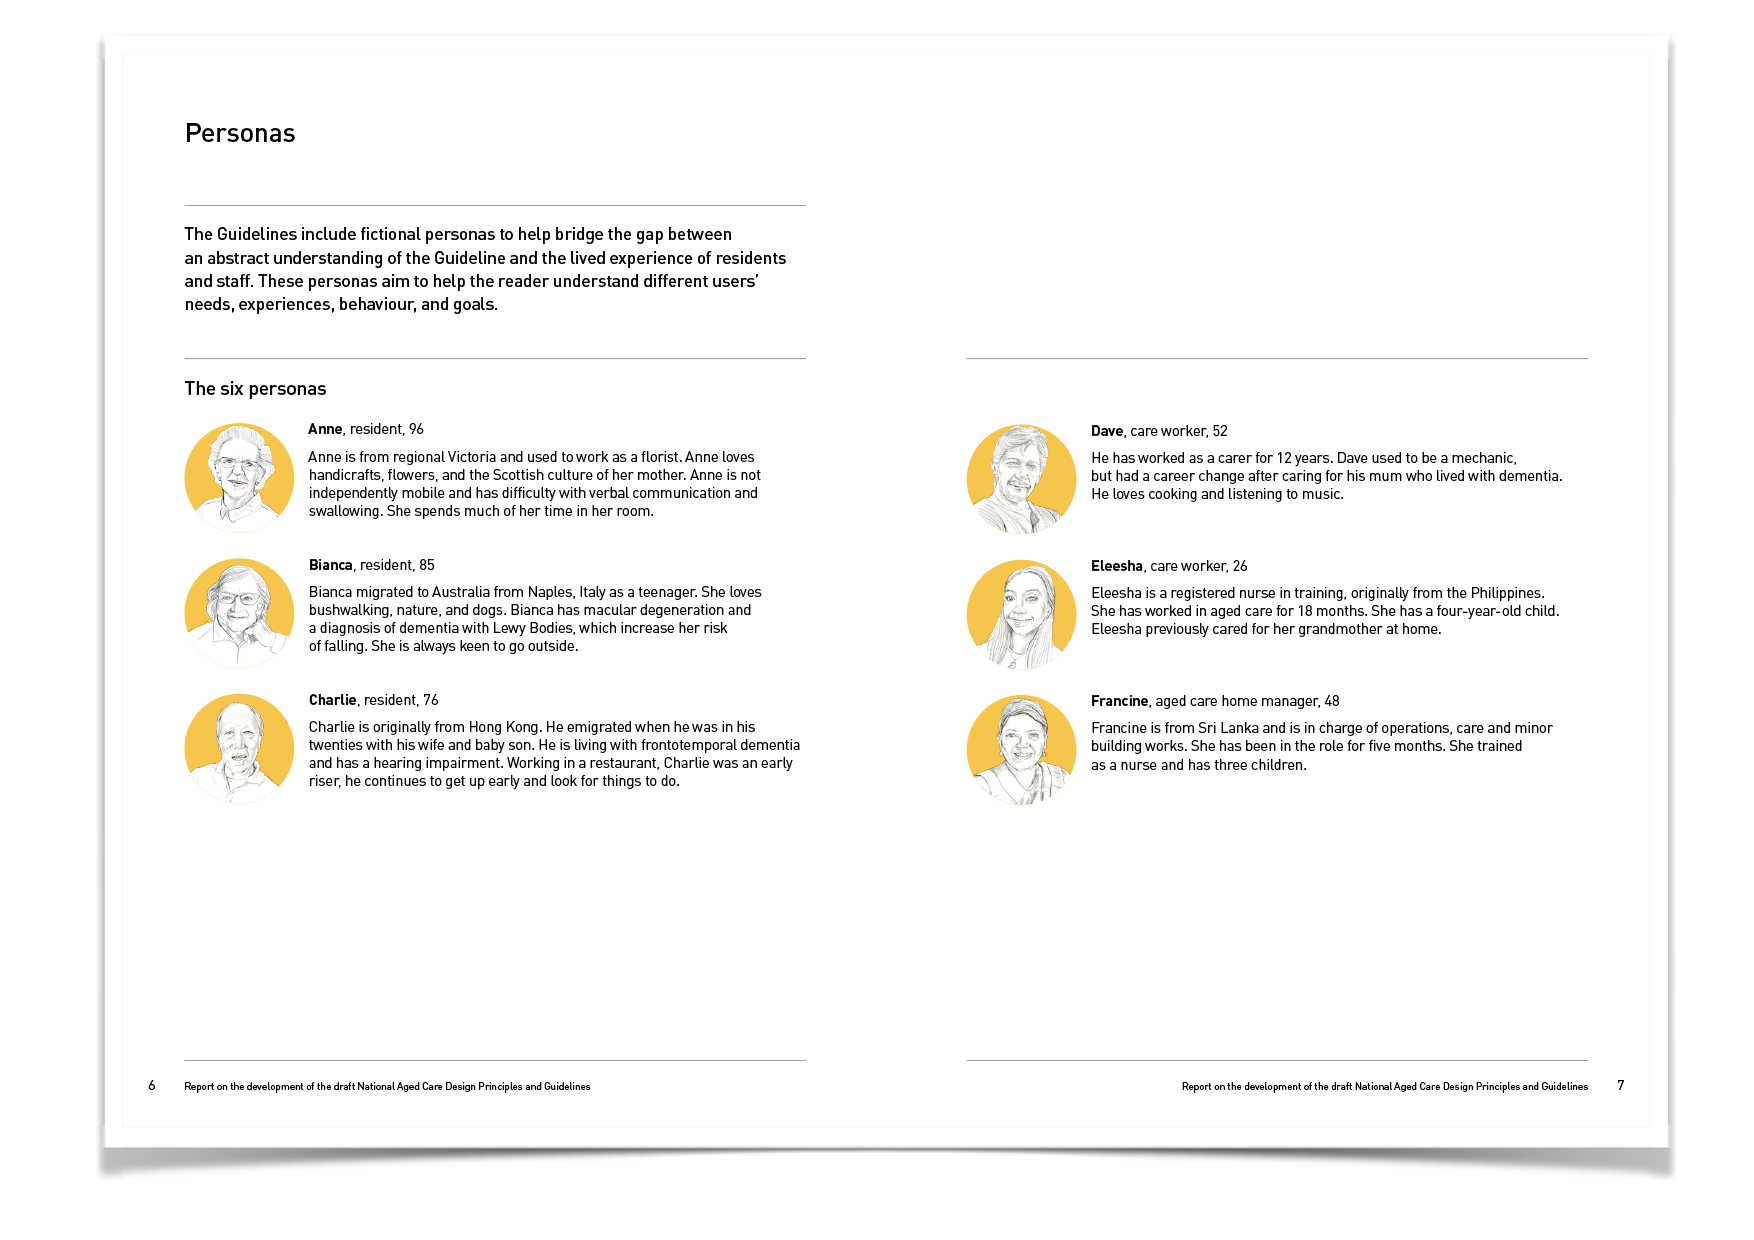 Personas
The Guidelines include fictional personas to help bridge the gap between
an abstract understanding of the Guideline and the lived experience of residents
and staff. These personas aim to help the reader understand different users’
needs, experiences, behaviour, and goals.
The six personas
Anne, resident, 96
Anne is from regional Victoria and used to work as a florist. Anne loves
handicrafts, flowers, and the Scottish culture of her mother. Anne is not
independently mobile and has difficulty with verbal communication and
swallowing. She spends much of her time in her room.
Bianca, resident, 85
Bianca migrated to Australia from Naples, Italy as a teenager. She loves
bushwalking, nature, and dogs. Bianca has macular degeneration and
a diagnosis of dementia with Lewy Bodies, which increase her risk
of falling. She is always keen to go outside.
Charlie, resident, 76
Charlie is originally from Hong Kong. He emigrated when he was in his
twenties with his wife and baby son. He is living with frontotemporal dementia
and has a hearing impairment. Working in a restaurant, Charlie was an early
riser, he continues to get up early and look for things to do.
6 Report on the development of the draft National Aged Care Design Principles and Guidelines
Dave, care worker, 52
He has worked as a carer for 12 years. Dave used to be a mechanic,
but had a career change after caring for his mum who lived with dementia.
He loves cooking and listening to music.
Eleesha, care worker, 26
Eleesha is a registered nurse in training, originally from the Philippines.
She has worked in aged care for 18 months. She has a four-year-old child.
Eleesha previously cared for her grandmother at home.
Francine, aged care home manager, 48
Francine is from Sri Lanka and is in charge of operations, care and minor
building works. She has been in the role for five months. She trained
as a nurse and has three children.
Report on the development of the draft National Aged Care Design Principles and Guidelines 7